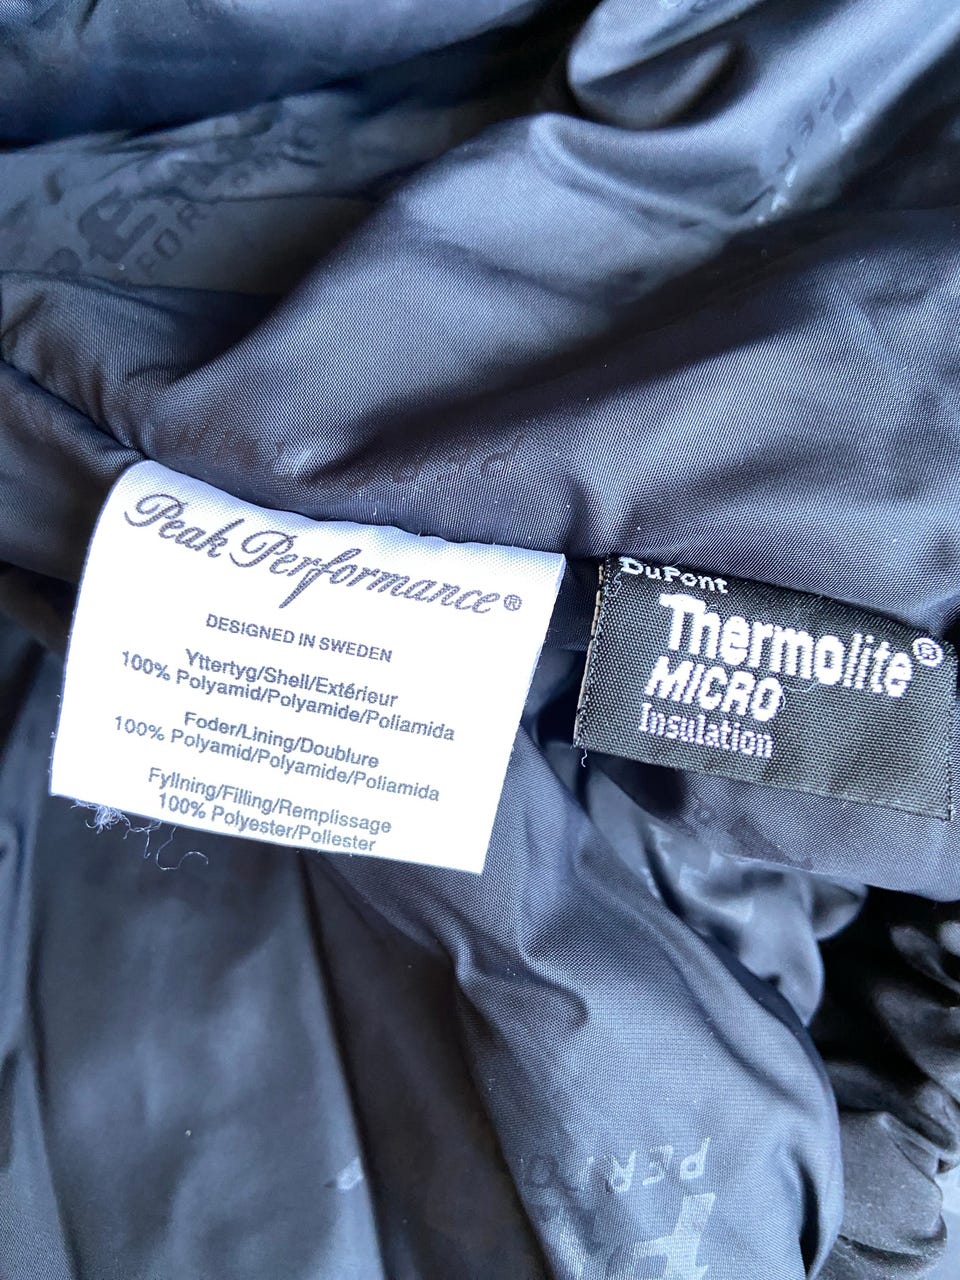 Peak Performance®
DESIGNED IN SWEDEN
Yttertyg/Shell/Extérieur
100% Polyamid/Polyamide/Poliamida
Foder/Lining/Doublure
100% Polyamid/Polyamide/Poliamida
Fyllning/Filling/Remplissage
100% Polyester/Poliester
DuPont
Thermolite®
MICRO
Insulation